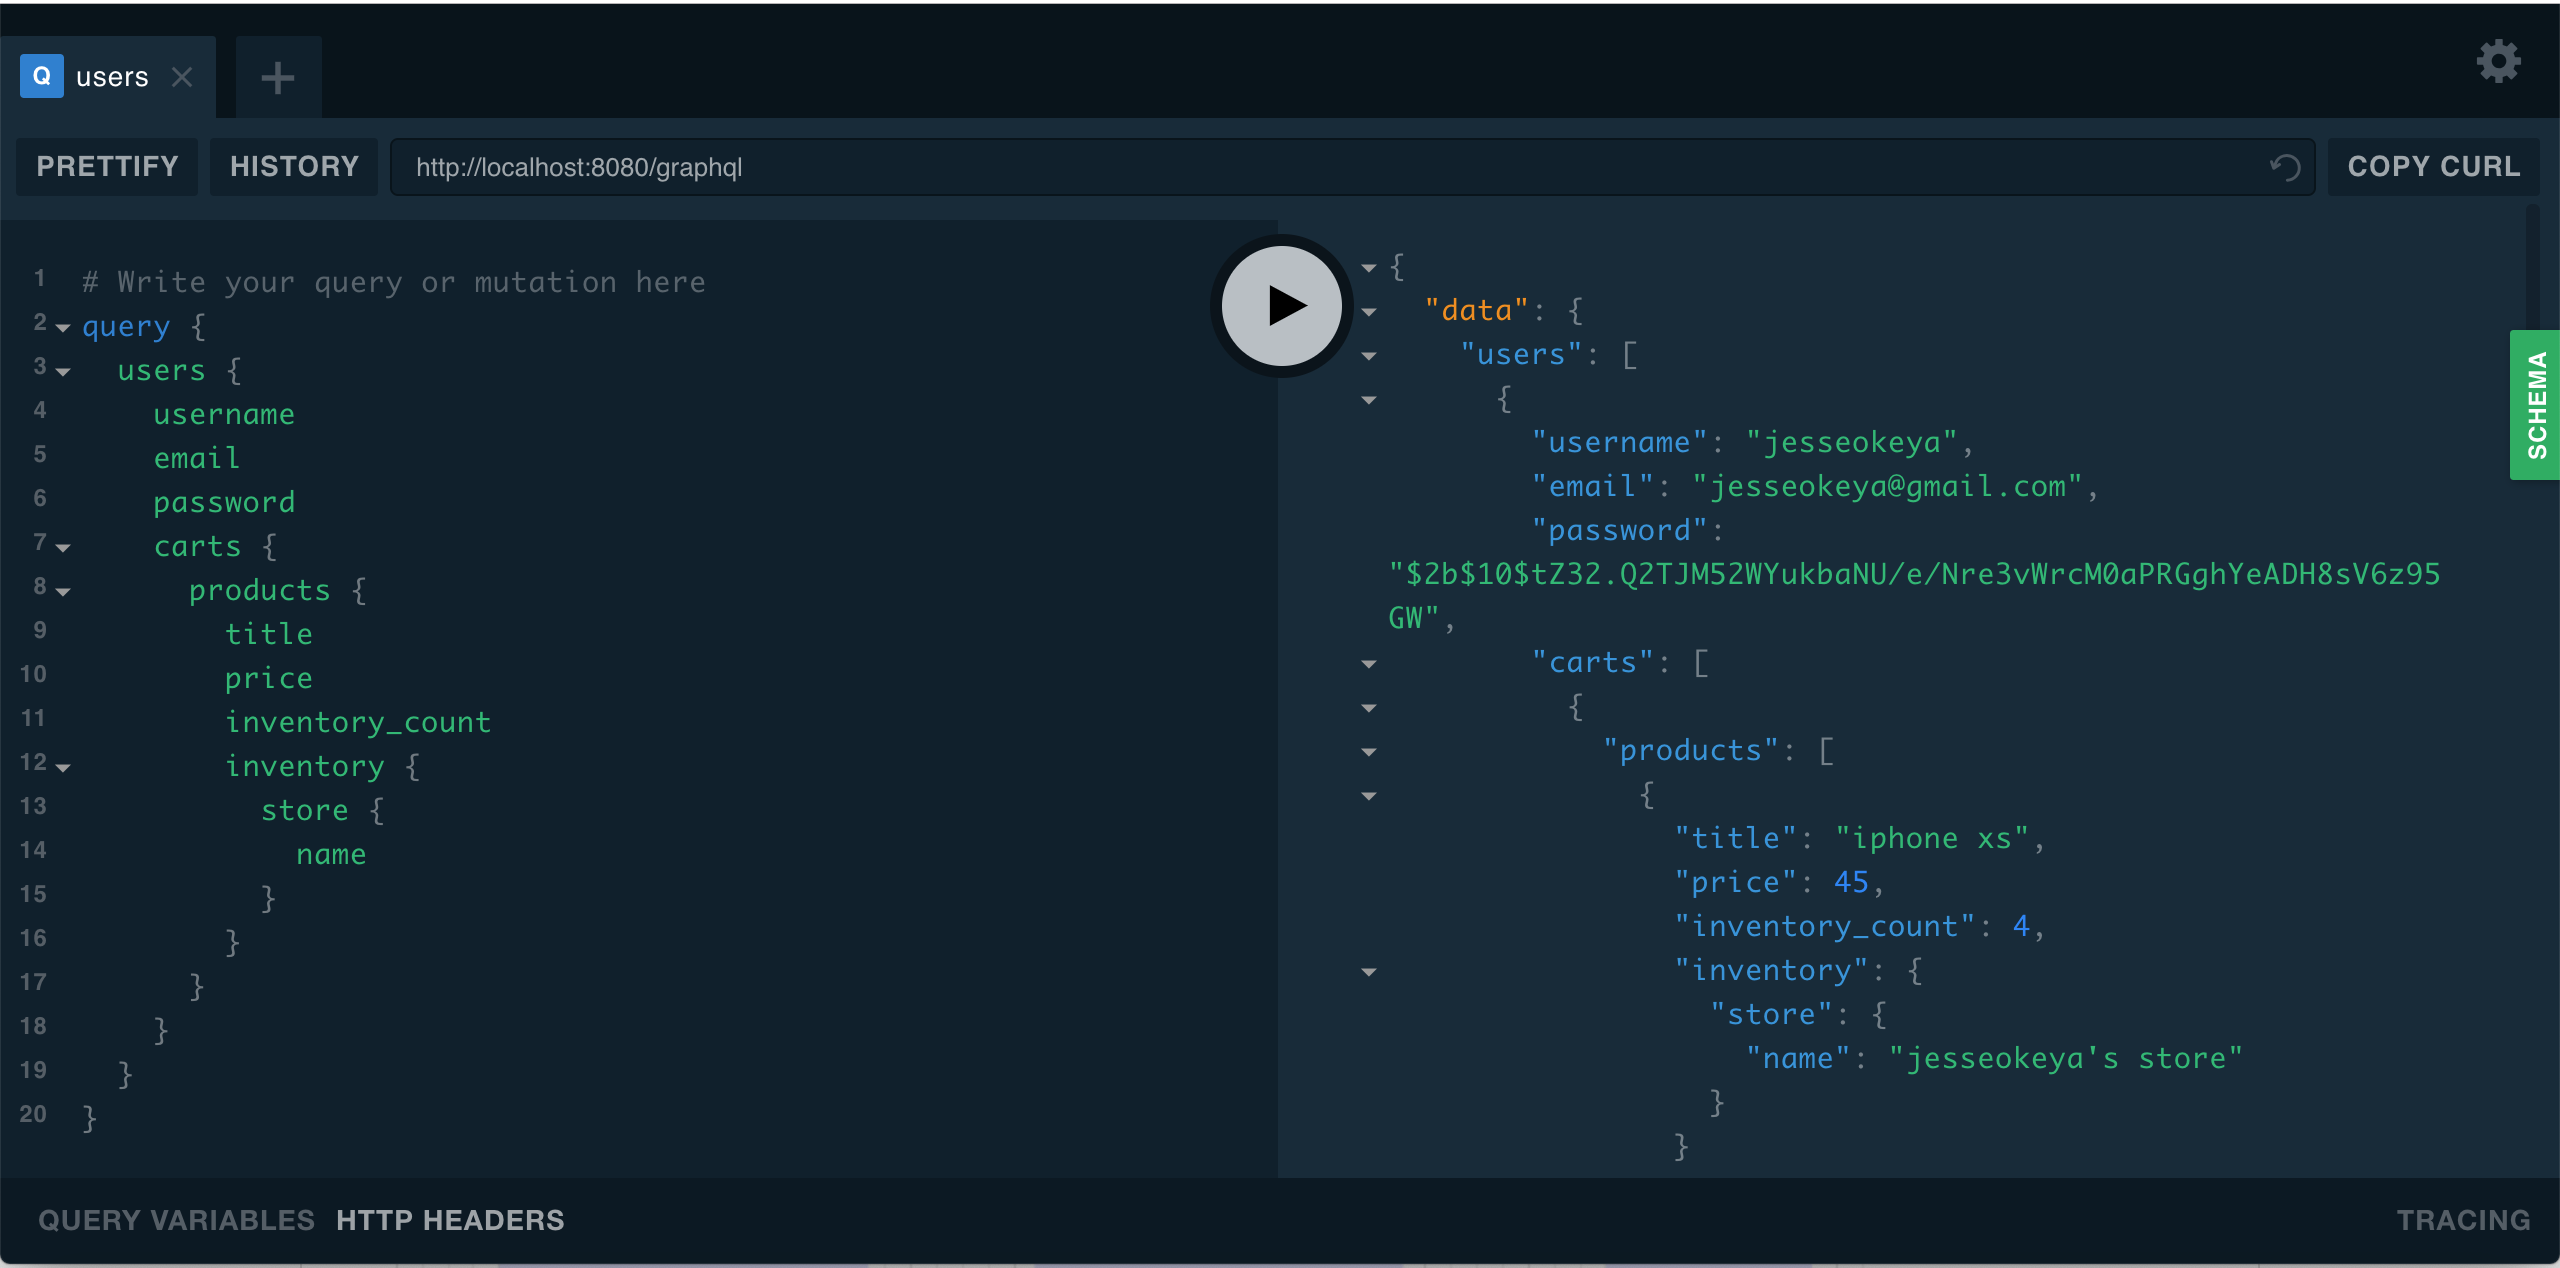 Q users
PRETTIFY HISTORY http://localhost:8080/graphql COPY CURL
1 # Write your query or mutation here
2 query {
3 users {
4 username
5 email
6 password
7 carts {
8 products {
9 title
10 price
11 inventory_count
12 inventory {
13 store {
14 name
15 }
16 }
17 }
18 }
19 }
20 }
{
"data": {
"users": [
{
"username": "jesseokeya",
"email": "jesseokeya@gmail.com",
"password":
"$2b$10$tZ32.Q2TJM52WYukbaNU/e/Nre3vWrcM0aPRGghYeADH8sV6z95
GW",
"carts": [
{
"products": [
{
"title": "iphone xs",
"price": 45,
"inventory_count": 4,
"inventory": {
"store": {
"name": "jesseokeya's store"
}
}
SCHEMA
QUERY VARIABLES HTTP HEADERS TRACING